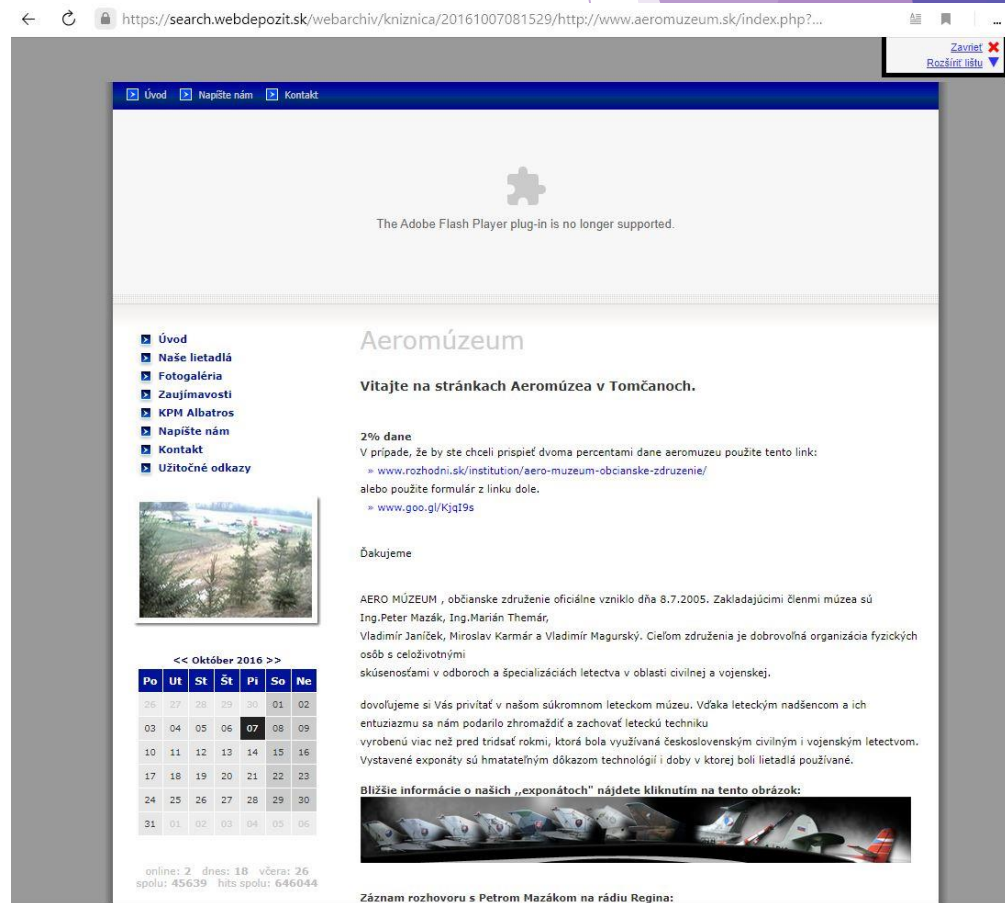 https://search.webdepozit.sk/webarchiv/kniznica/20161007081529/http://www.aeromuzeum.sk/index.php?...
Zavrieť
Rozšíriť lištu
Úvod Napíšte nám Kontakt
The Adobe Flash Player plug-in is no longer supported.
Úvod
Naše lietadlá
Fotogaléria
Zaujímavosti
KPM Albatros
Napíšte nám
Kontakt
Užitočné odkazy
<< Október 2016 >>
Po Ut St Št Pi So Ne
26 27 28 29 30 01 02
03 04 05 06 07 08 09
10 11 12 13 14 15 16
17 18 19 20 21 22 23
24 25 26 27 28 29 30
31 01 02 03 04 05 06
online: 2 dnes: 18 včera: 26
spolu: 45639 hits spolu: 646044
Aeromúzeum
Vitajte na stránkach Aeromúzea v Tomčanoch.
2% dane
V prípade, že by ste chceli prispieť dvoma percentami dane aeromuzeu použite tento link:
» www.rozhodni.sk/institution/aero-muzeum-obcianske-zdruzenie/
alebo použite formulár z linku dole.
» www.goo.gl/KjqI9s
Ďakujeme
AERO MÚZEUM , občianske združenie oficiálne vzniklo dňa 8.7.2005. Zakladajúcimi členmi múzea sú
Ing.Peter Mazák, Ing.Marián Themár,
Vladimír Janíček, Miroslav Karmár a Vladimír Magurský. Cieľom združenia je dobrovoľná organizácia fyzických
osôb s celoživotnými
skúsenosťami v odboroch a špecializáciách letectva v oblasti civilnej a vojenskej.
dovoľujeme si Vás privítať v našom súkromnom leteckom múzeu. Vďaka leteckým nadšencom a ich
entuziazmu sa nám podarilo zhromaždiť a zachovať leteckú techniku
vyrobenú viac než pred tridsať rokmi, ktorá bola využívaná československým civilným i vojenským letectvom.
Vystavené exponáty sú hmatateľným dôkazom technológií i doby v ktorej boli lietadlá používané.
Bližšie informácie o našich ,,exponátoch" nájdete kliknutím na tento obrázok:
Záznam rozhovoru s Petrom Mazákom na rádiu Regina: